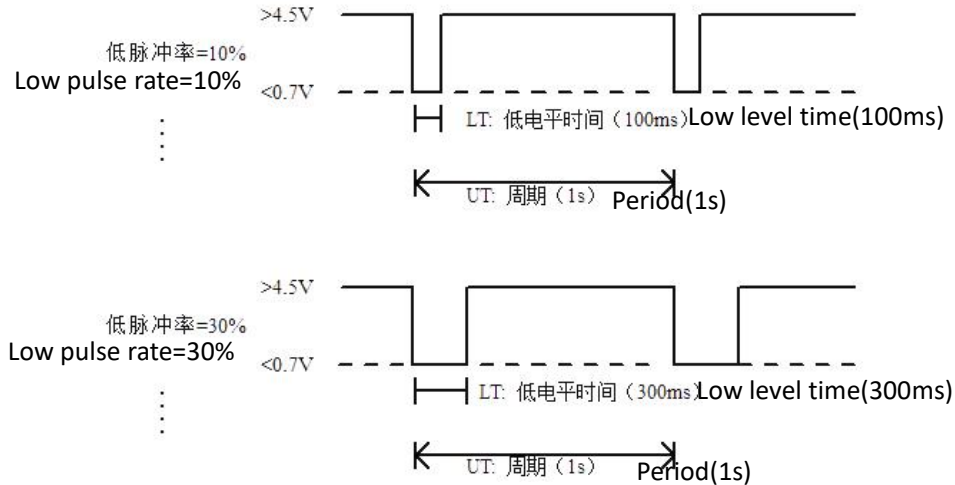 >4.5V
低脉冲率=10%
Low pulse rate=10%
<0.7V
LT: 低电平时间（100ms）Low level time(100ms)
UT: 周期（1s） Period(1s)
>4.5V
低脉冲率=30%
Low pulse rate=30%
<0.7V
LT: 低电平时间（300ms）Low level time(300ms)
UT: 周期（1s） Period(1s)